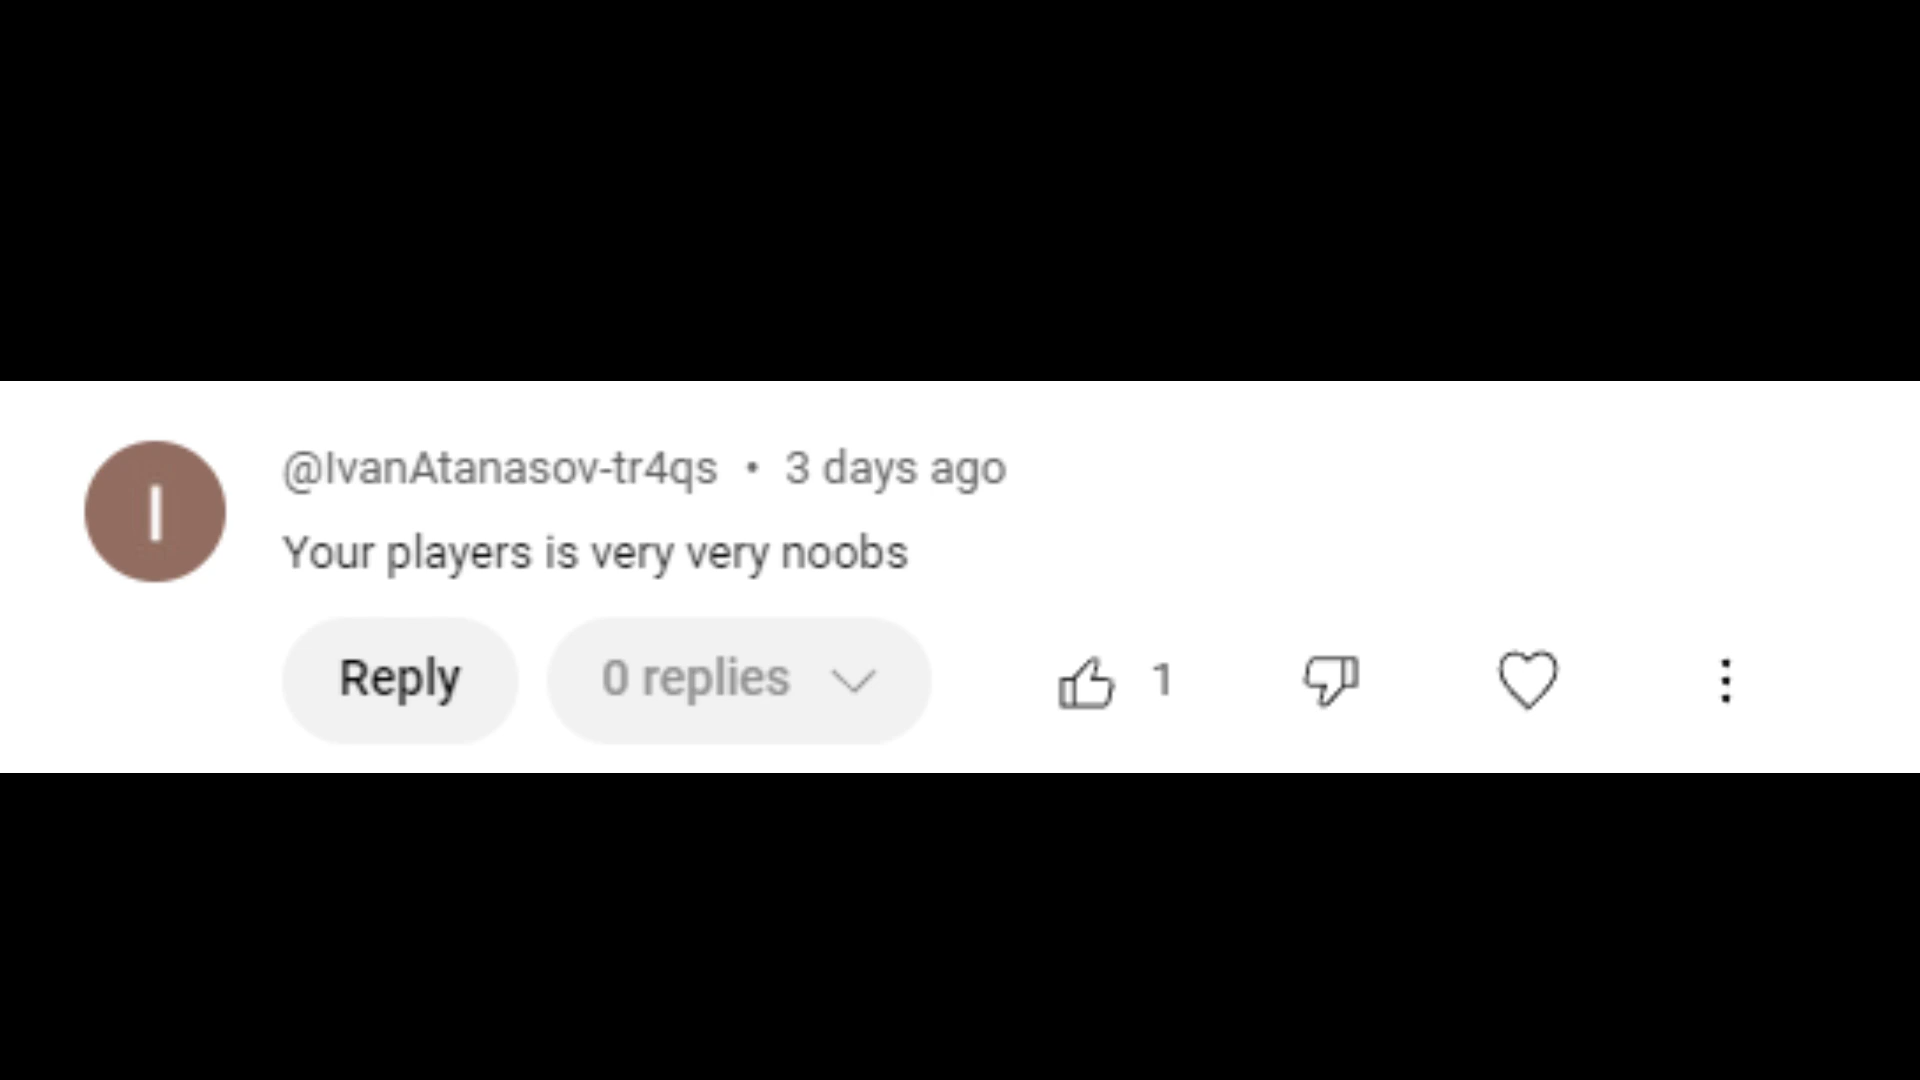 I
@IvanAtanasov-tr4qs • 3 days ago
Your players is very very noobs
Reply 0 replies 1